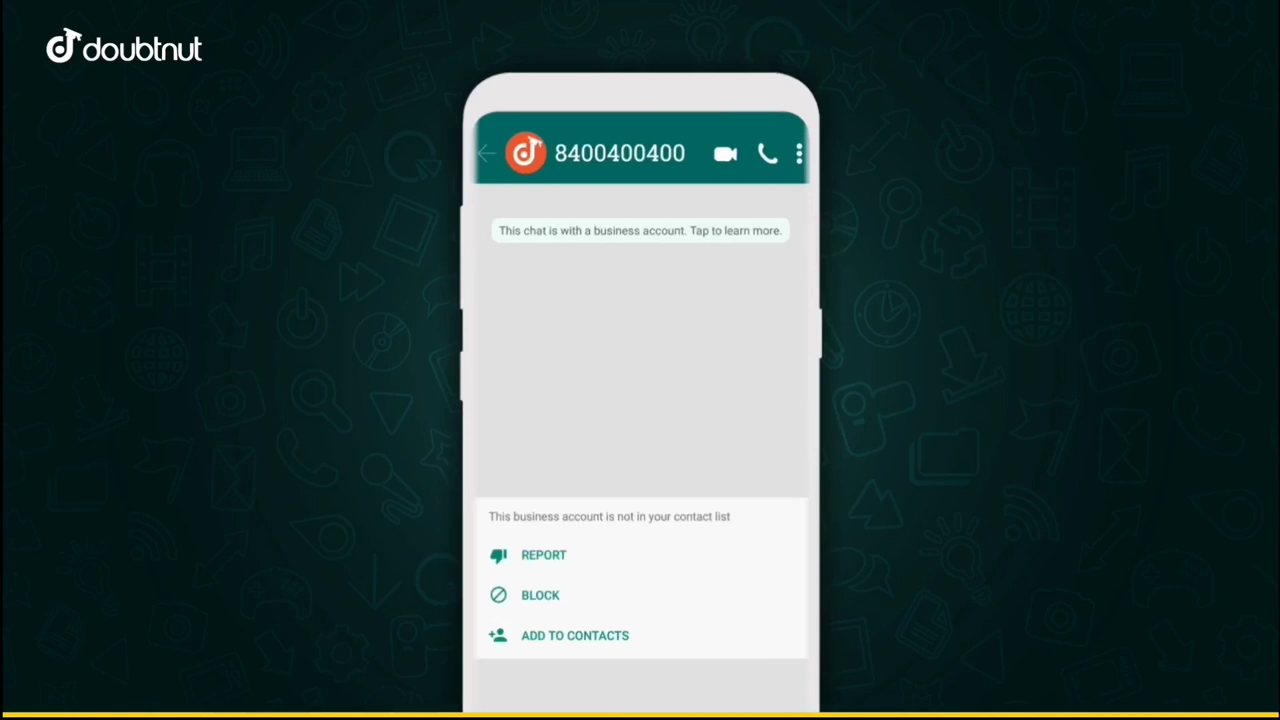 doubtnut
8400400400
This chat is with a business account. Tap to learn more.
This business account is not in your contact list
REPORT
BLOCK
ADD TO CONTACTS